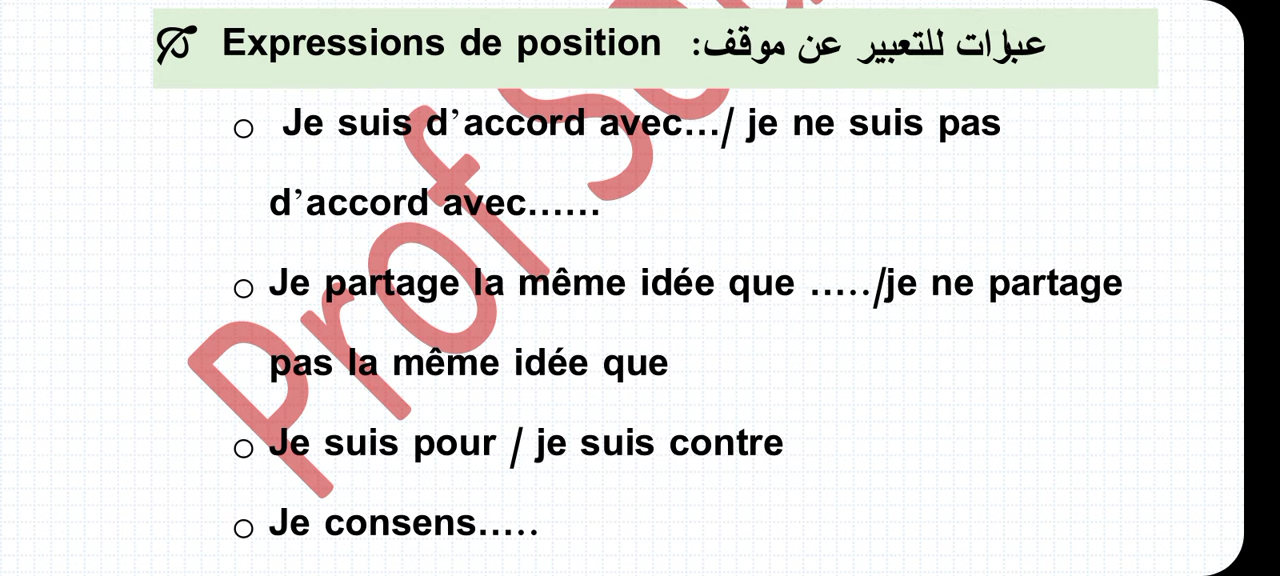 Expressions de position عبارات للتعبير عن موقف:
Je suis d’accord avec…/ je ne suis pas
d’accord avec……
Je partage la même idée que …../je ne partage
pas la même idée que
Je suis pour / je suis contre
Je consens…..
Prof